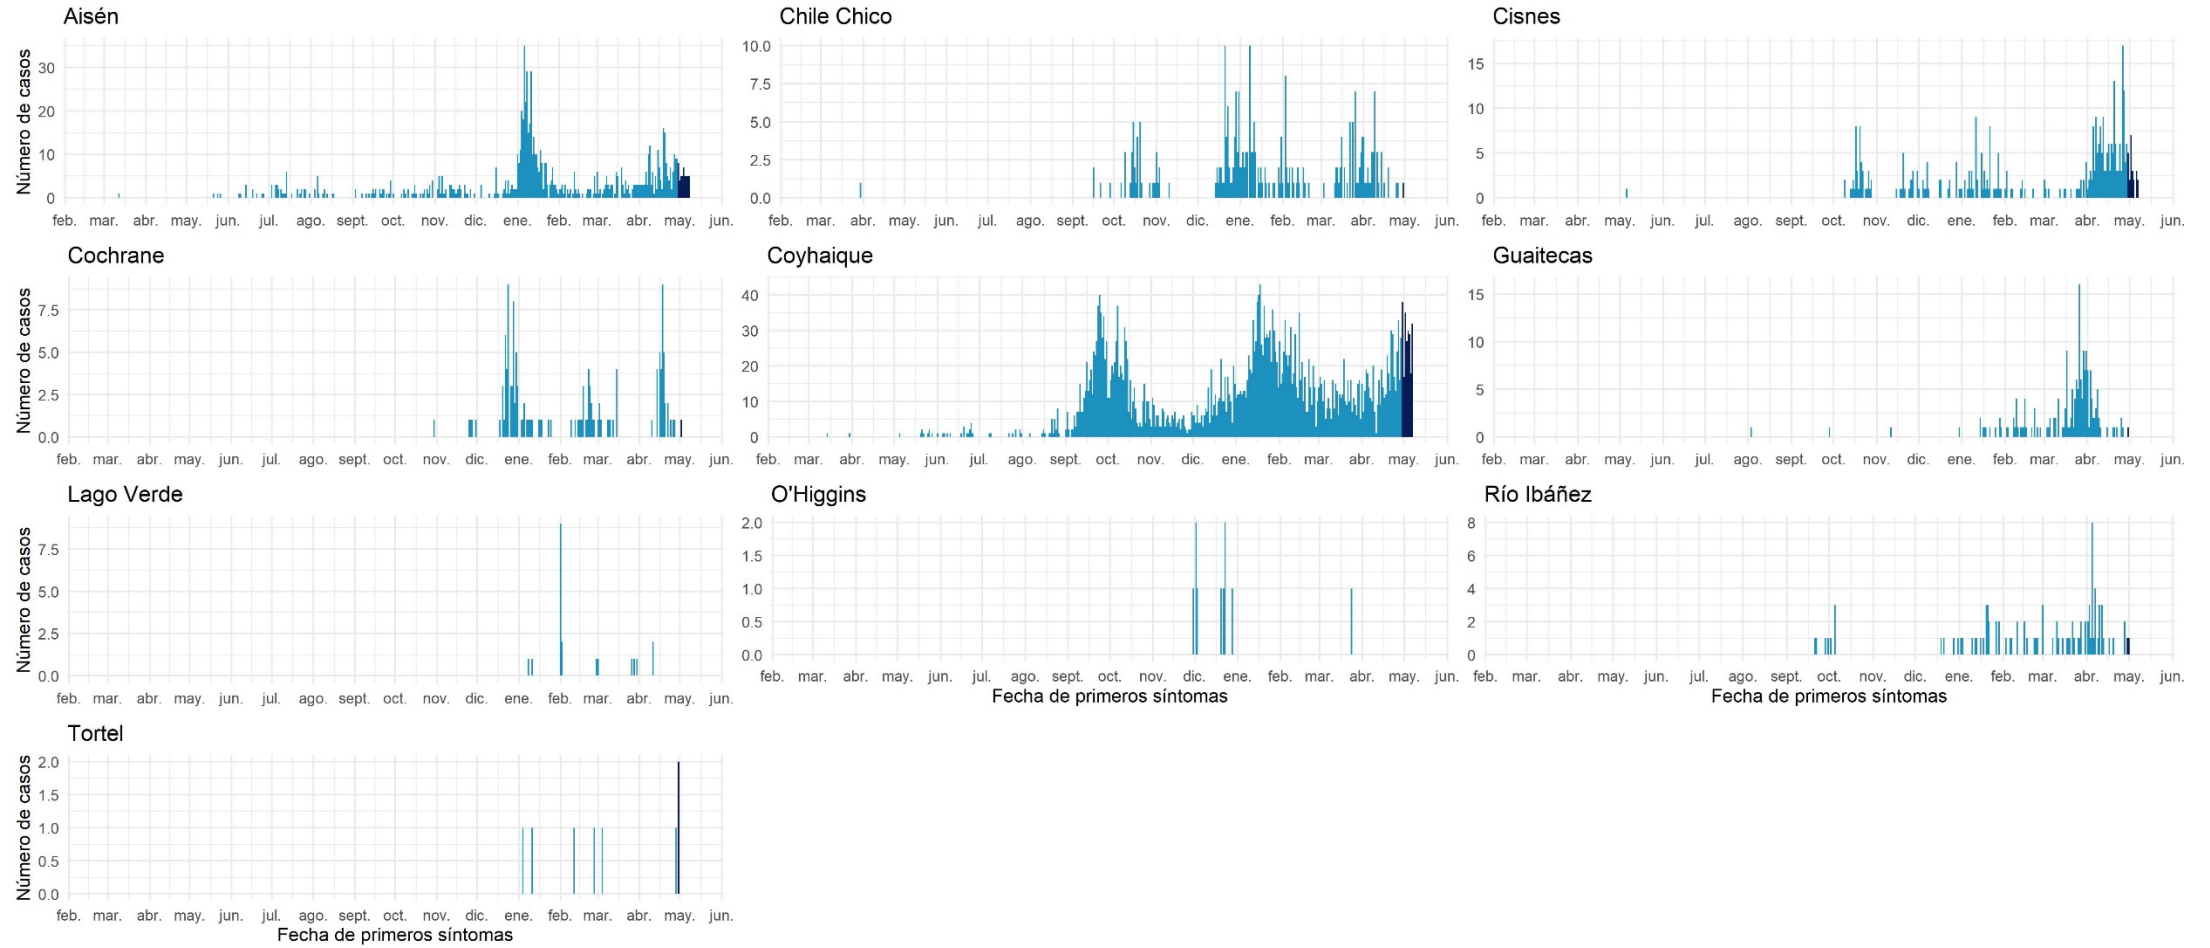 Aisén
Número de casos
30
20
10
0
feb. mar. abr. may. jun. jul. ago. sept. oct. nov. dic. ene. feb. mar. abr. may. jun.
Chile Chico
10.0
7.5
5.0
2.5
0.0
feb. mar. abr. may. jun. jul. ago. sept. oct. nov. dic. ene. feb. mar. abr. may. jun.
Cisnes
15
10
5
0
feb. mar. abr. may. jun. jul. ago. sept. oct. nov. dic. ene. feb. mar. abr. may. jun.
Cochrane
Número de casos
7.5
5.0
2.5
0.0
feb. mar. abr. may. jun. jul. ago. sept. oct. nov. dic. ene. feb. mar. abr. may. jun.
Coyhaique
40
30
20
10
0
feb. mar. abr. may. jun. jul. ago. sept. oct. nov. dic. ene. feb. mar. abr. may. jun.
Guaitecas
15
10
5
0
feb. mar. abr. may. jun. jul. ago. sept. oct. nov. dic. ene. feb. mar. abr. may. jun.
Lago Verde
Número de casos
7.5
5.0
2.5
0.0
feb. mar. abr. may. jun. jul. ago. sept. oct. nov. dic. ene. feb. mar. abr. may. jun.
O'Higgins
2.0
1.5
1.0
0.5
0.0
feb. mar. abr. may. jun. jul. ago. sept. oct. nov. dic. ene. feb. mar. abr. may. jun.
Fecha de primeros síntomas
Río Ibáñez
8
6
4
2
0
feb. mar. abr. may. jun. jul. ago. sept. oct. nov. dic. ene. feb. mar. abr. may. jun.
Fecha de primeros síntomas
Tortel
Número de casos
2.0
1.5
1.0
0.5
0.0
feb. mar. abr. may. jun. jul. ago. sept. oct. nov. dic. ene. feb. mar. abr. may. jun.
Fecha de primeros síntomas